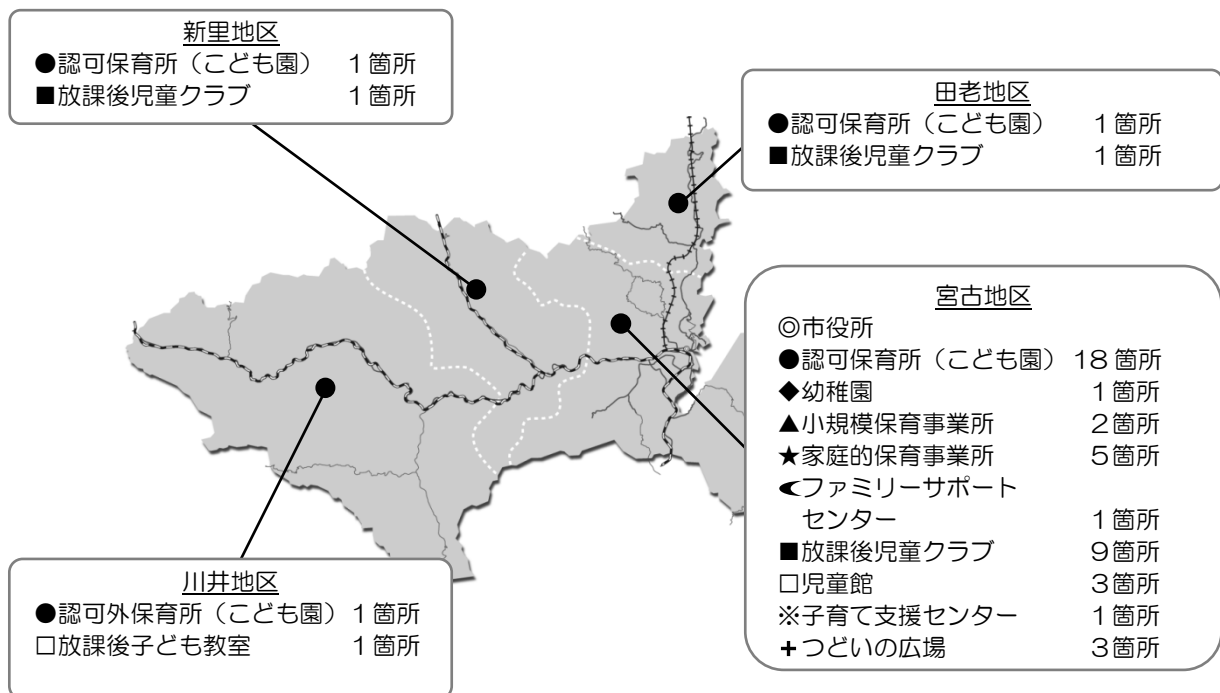 新里地区
●認可保育所（こども園） 1箇所
■放課後児童クラブ 1箇所
田老地区
●認可保育所（こども園） 1箇所
■放課後児童クラブ 1箇所
宮古地区
◎市役所
●認可保育所（こども園） 18箇所
◆幼稚園 1箇所
▲小規模保育事業所 2箇所
★家庭的保育事業所 5箇所
ファミリーサポート
センター 1箇所
■放課後児童クラブ 9箇所
□児童館 3箇所
※子育て支援センター 1箇所
+つどいの広場 3箇所
川井地区
●認可外保育所（こども園） 1箇所
□放課後子ども教室 1箇所